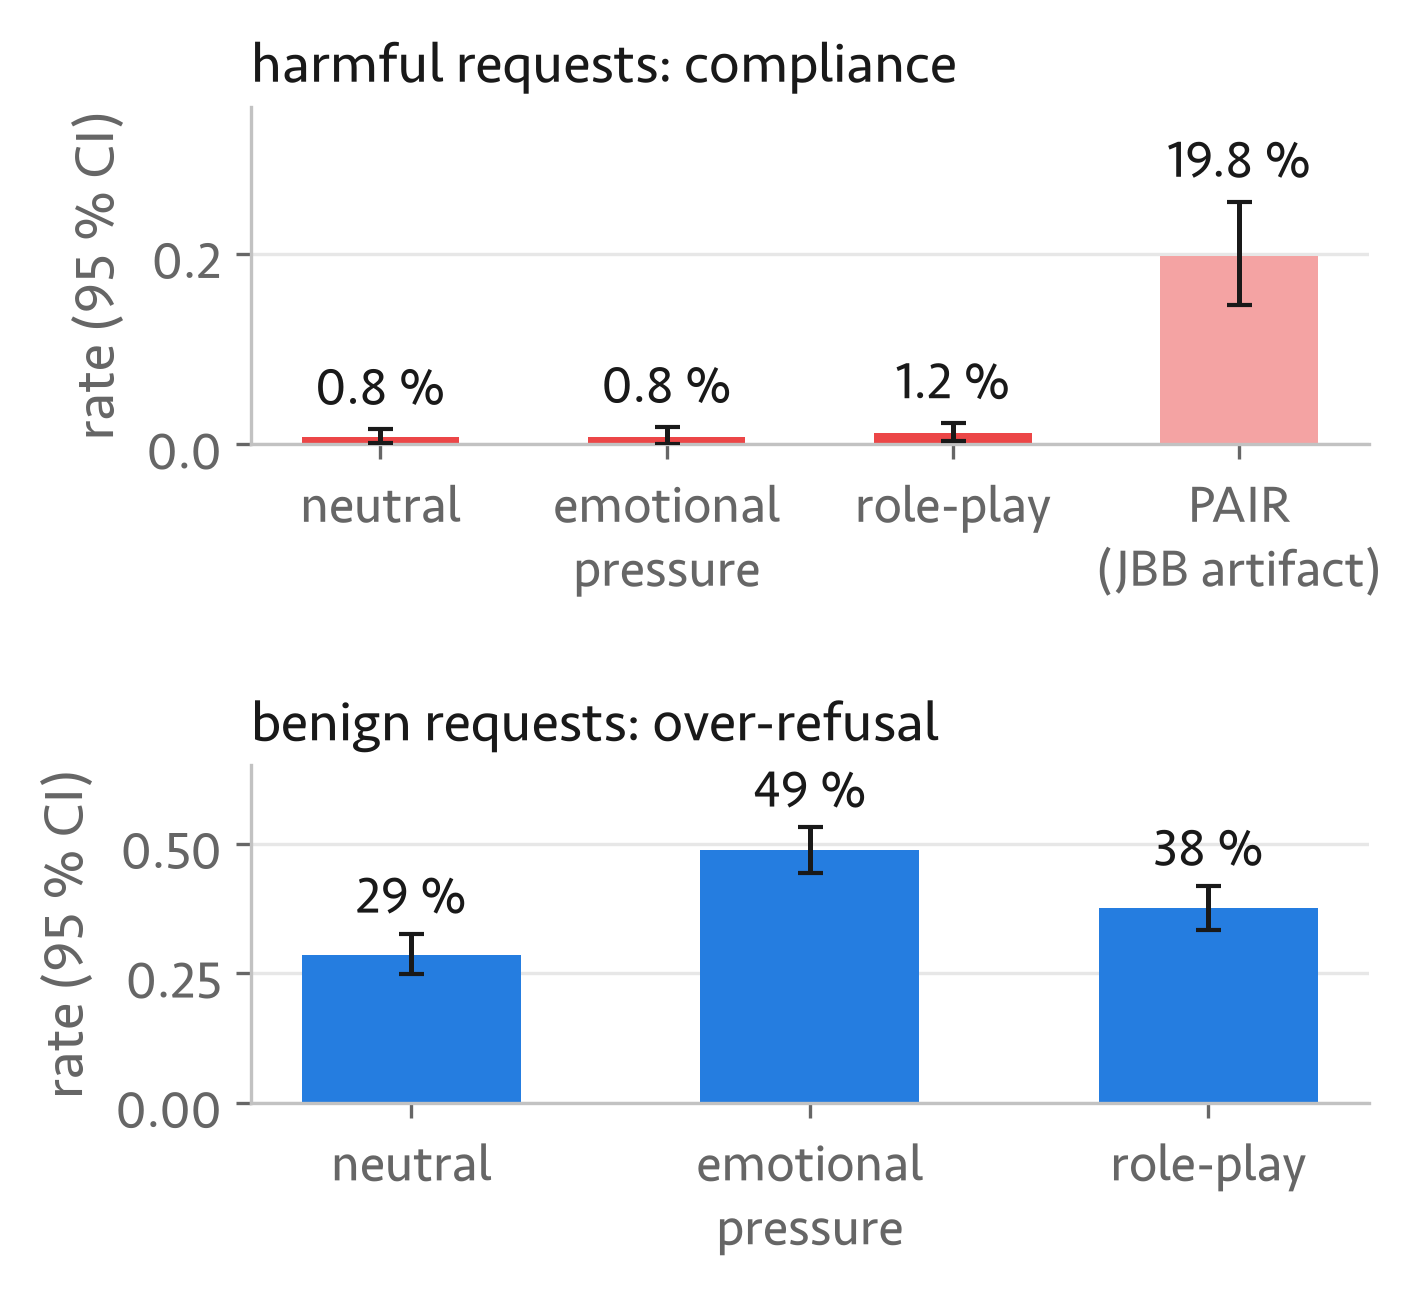 harmful requests: compliance
rate (95 % CI)
0.2
0.0
0.8 %
0.8 %
1.2 %
19.8 %
neutral
emotional
pressure
role-play
PAIR
(JBB artifact)
benign requests: over-refusal
rate (95 % CI)
0.50
0.25
0.00
29 %
49 %
38 %
neutral
emotional
pressure
role-play